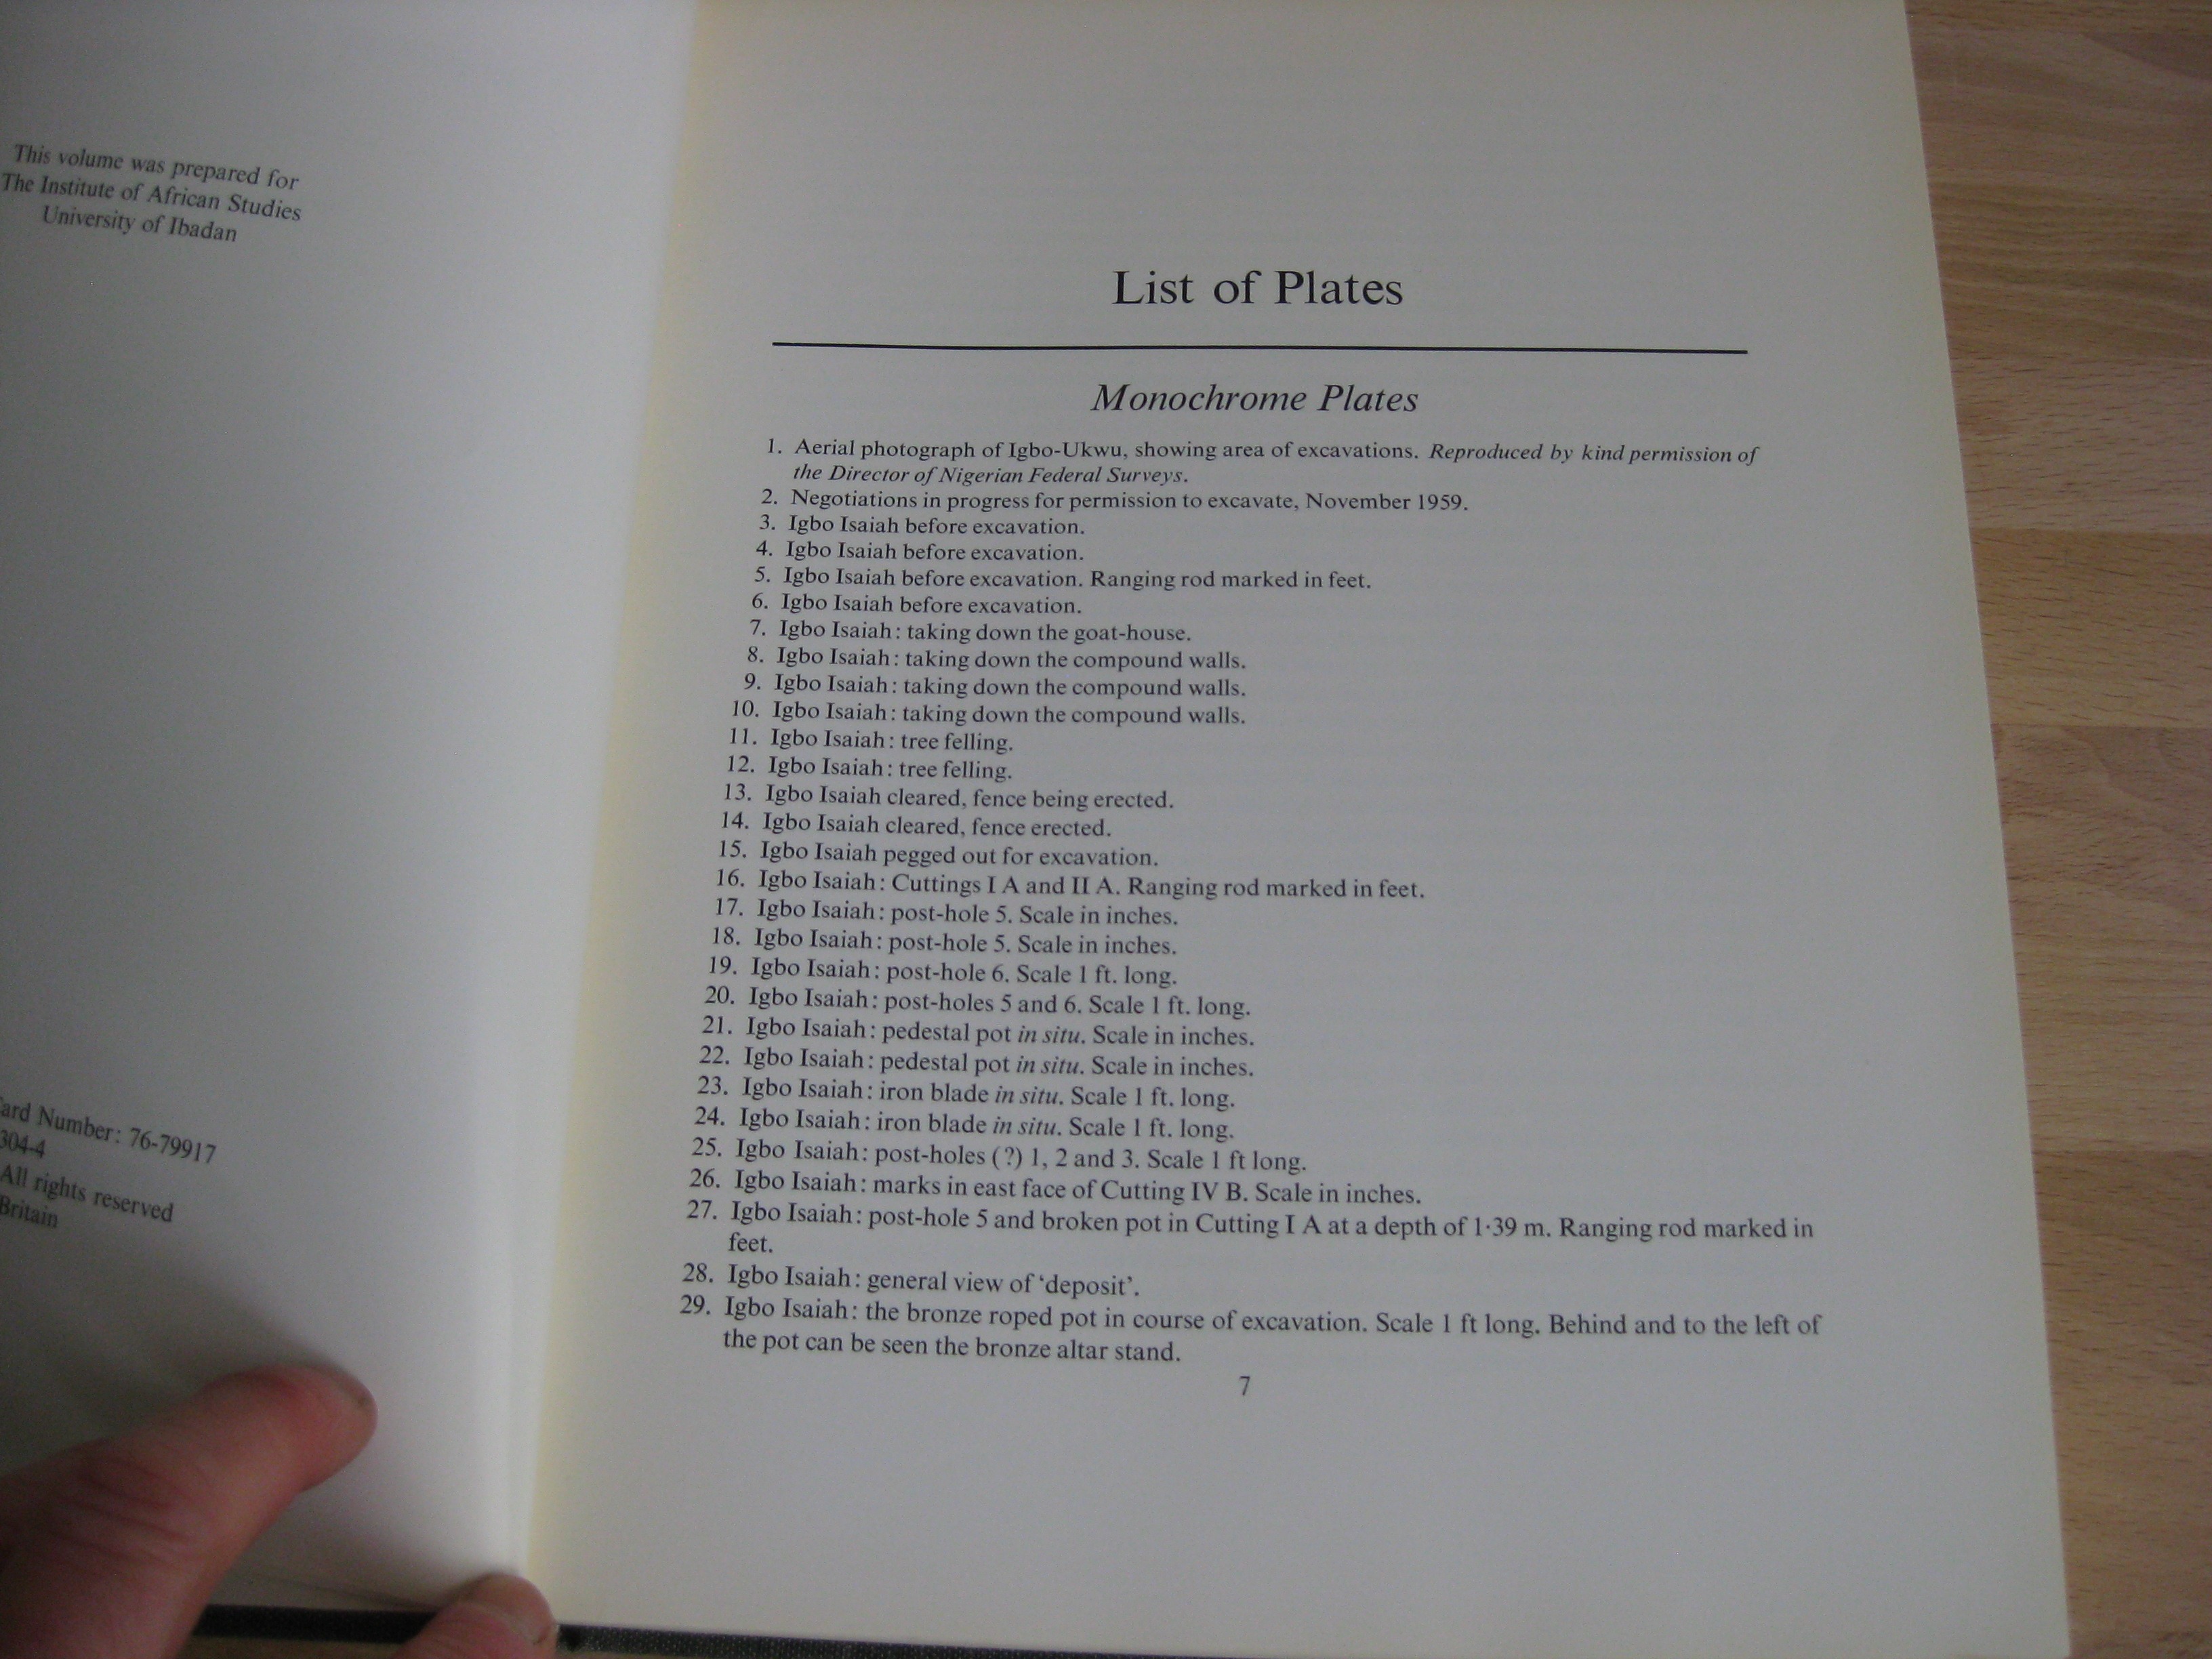 This volume was prepared for
The Institute of African Studies
University of Ibadan
Card Number: 76-79917
304-4
All rights reserved
Britain
List of Plates
Monochrome Plates
1. Aerial photograph of Igbo-Ukwu, showing area of excavations. Reproduced by kind permission of
the Director of Nigerian Federal Surveys.
2. Negotiations in progress for permission to excavate, November 1959.
3. Igbo Isaiah before excavation.
4. Igbo Isaiah before excavation.
5. Igbo Isaiah before excavation. Ranging rod marked in feet.
6. Igbo Isaiah before excavation.
7. Igbo Isaiah: taking down the goat-house.
8. Igbo Isaiah: taking down the compound walls.
9. Igbo Isaiah: taking down the compound walls.
10. Igbo Isaiah: taking down the compound walls.
11. Igbo Isaiah: tree felling.
12. Igbo Isaiah: tree felling.
13. Igbo Isaiah cleared, fence being erected.
14. Igbo Isaiah cleared, fence erected.
15. Igbo Isaiah pegged out for excavation.
16. Igbo Isaiah: Cuttings I A and II A. Ranging rod marked in feet.
17. Igbo Isaiah: post-hole 5. Scale in inches.
18. Igbo Isaiah: post-hole 5. Scale in inches.
19. Igbo Isaiah: post-hole 6. Scale 1 ft. long.
20. Igbo Isaiah: post-holes 5 and 6. Scale 1 ft. long.
21. Igbo Isaiah: pedestal pot in situ. Scale in inches.
22. Igbo Isaiah: pedestal pot in situ. Scale in inches.
23. Igbo Isaiah: iron blade in situ. Scale 1 ft. long.
24. Igbo Isaiah: iron blade in situ. Scale 1 ft. long.
25. Igbo Isaiah: post-holes (?) 1, 2 and 3. Scale 1 ft long.
26. Igbo Isaiah: marks in east face of Cutting IV B. Scale in inches.
27. Igbo Isaiah: post-hole 5 and broken pot in Cutting I A at a depth of 1·39 m. Ranging rod marked in
feet.
28. Igbo Isaiah: general view of ‘deposit’.
29. Igbo Isaiah: the bronze roped pot in course of excavation. Scale 1 ft long. Behind and to the left of
the pot can be seen the bronze altar stand.
7